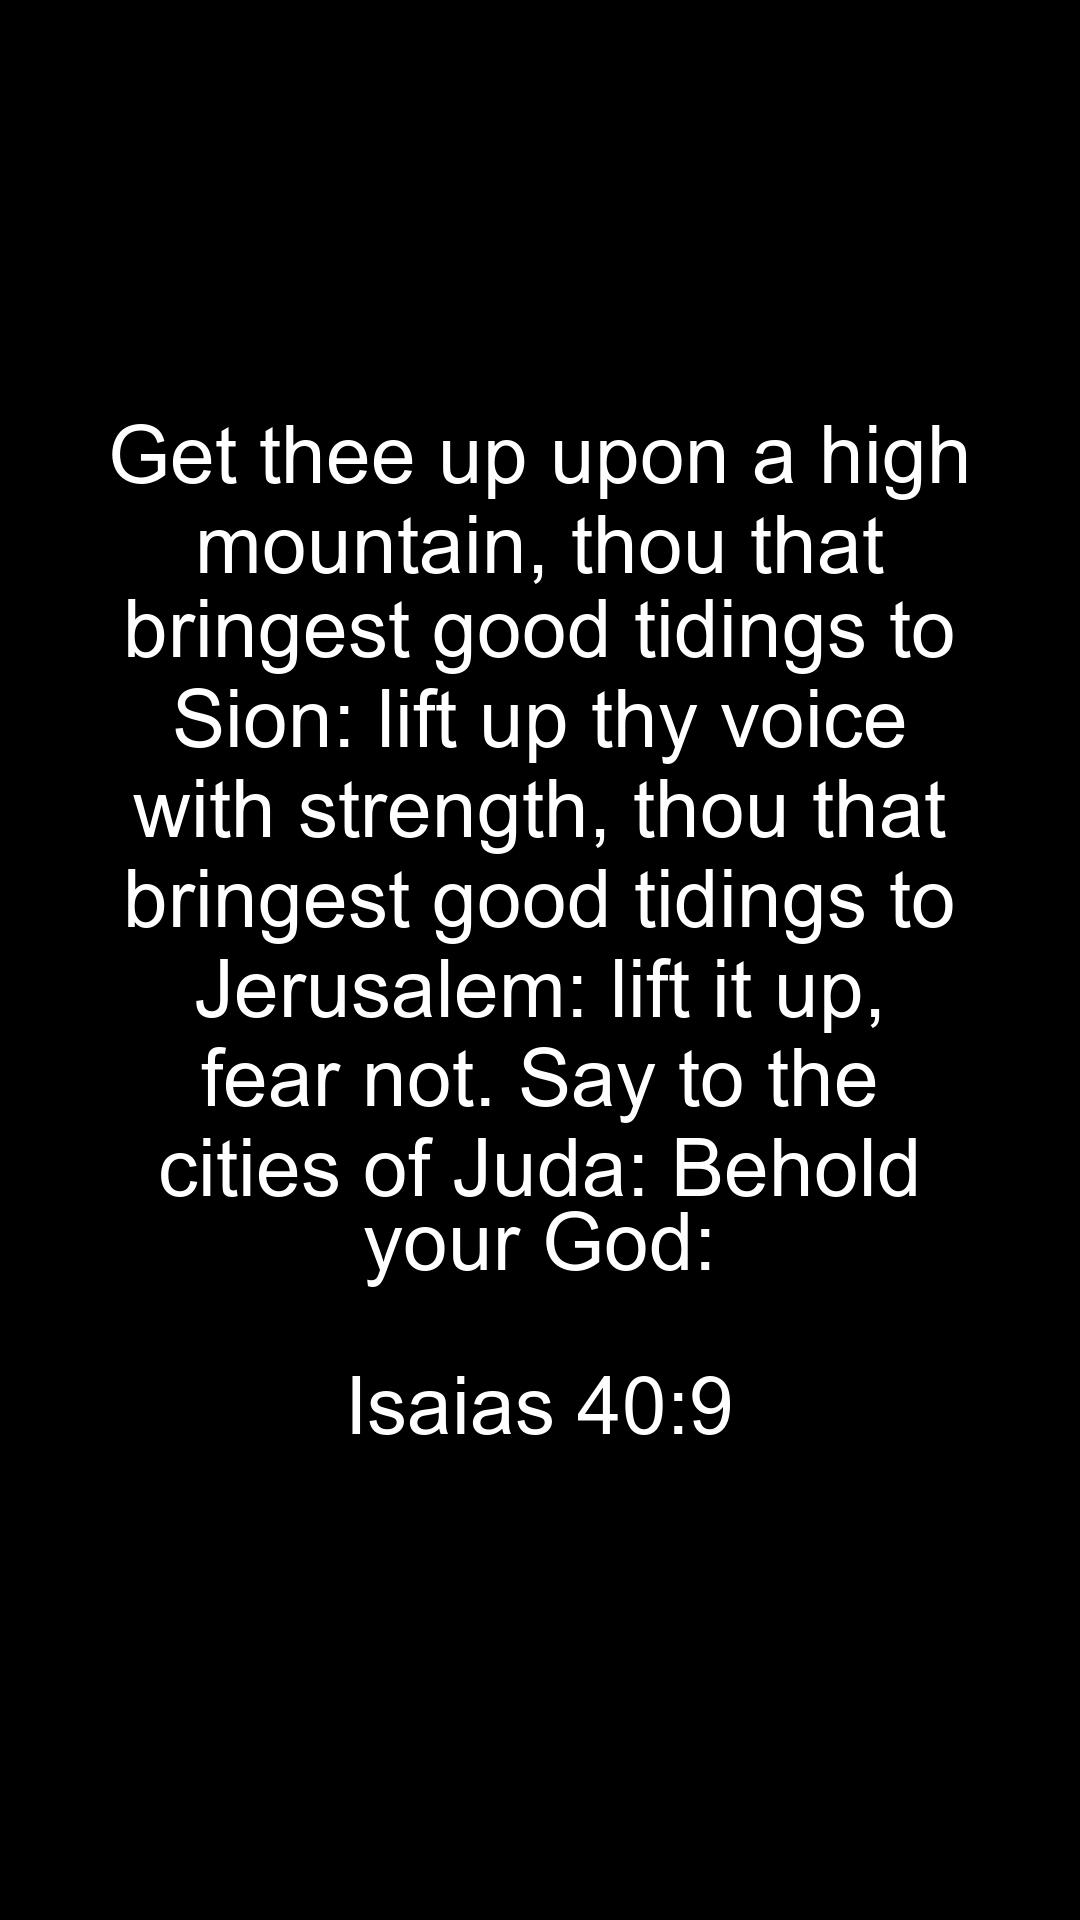 Get thee up upon a high
mountain, thou that
bringest good tidings to
Sion: lift up thy voice
with strength, thou that
bringest good tidings to
Jerusalem: lift it up,
fear not. Say to the
cities of Juda: Behold
your God:
Isaias 40:9